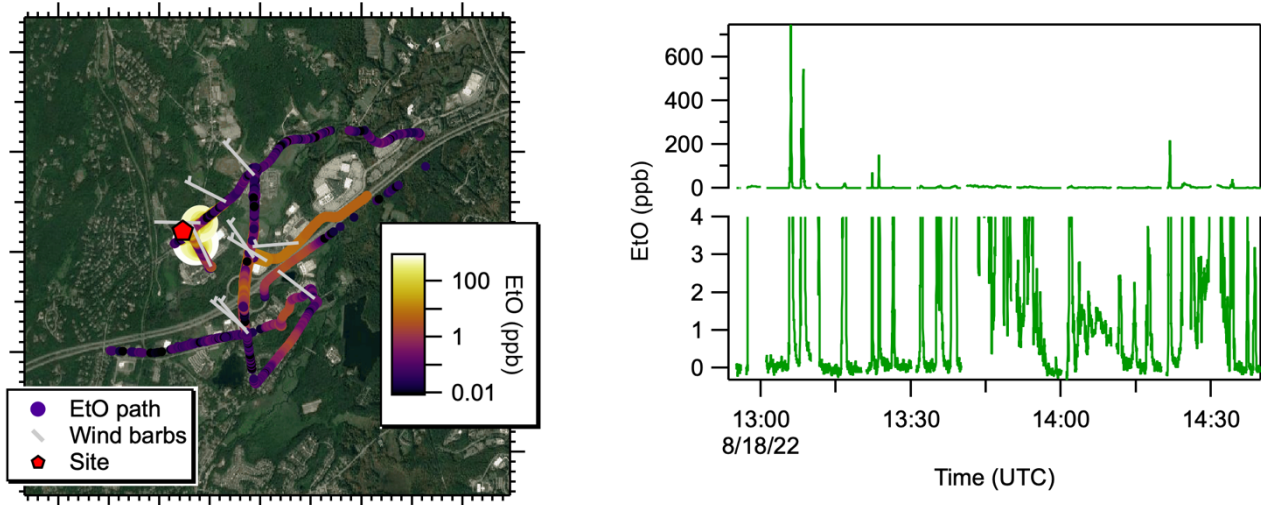 100
1
0.01
EtO (ppb)
EtO path
Wind barbs
Site
600
400
200
0
4
3
2
1
0
EtO (ppb)
13:00
13:30
14:00
14:30
8/18/22
Time (UTC)